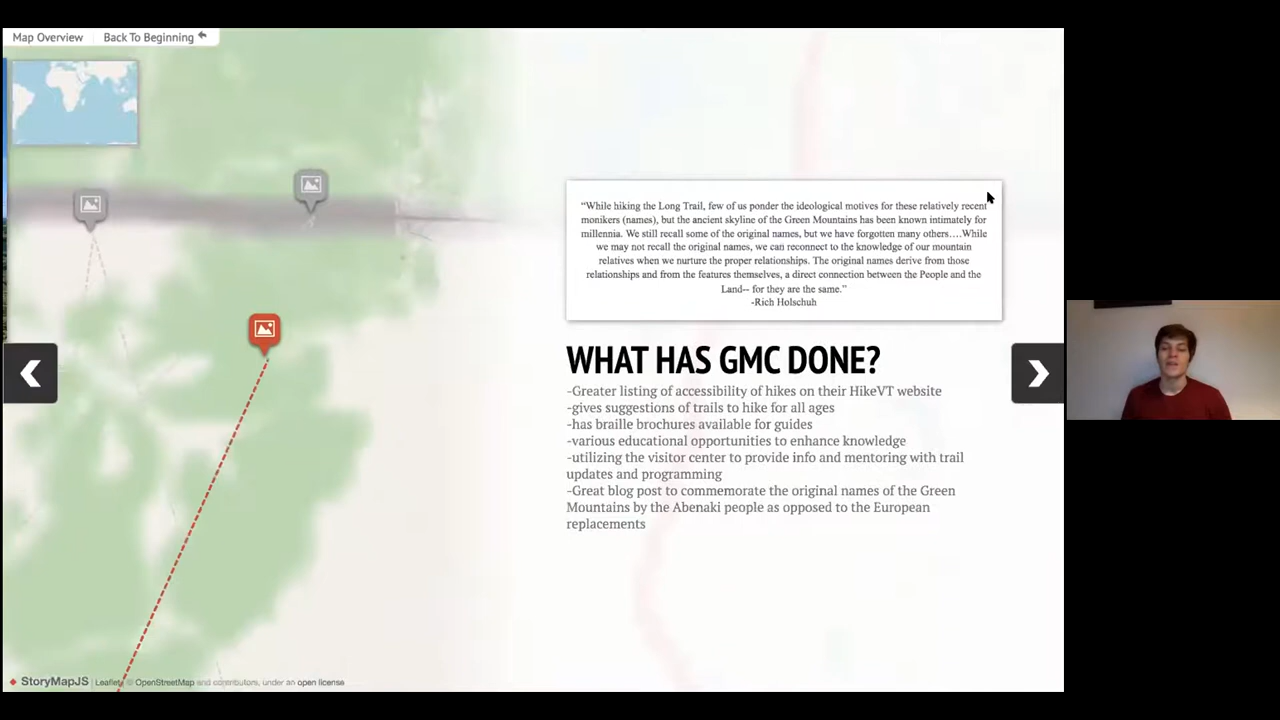 Map Overview
Back To Beginning
“While hiking the Long Trail, few of us ponder the ideological motives for these relatively recent
monikers (names), but the ancient skyline of the Green Mountains has been known intimately for
millennia. We still recall some of the original names, but we have forgotten many others….While
we may not recall the original names, we can reconnect to the knowledge of our mountain
relatives when we nurture the proper relationships. The original names derive from those
relationships and from the features themselves, a direct connection between the People and the
Land-- for they are the same.”
-Rich Holschuh
WHAT HAS GMC DONE?
-Greater listing of accessibility of hikes on their HikeVT website
-gives suggestions of trails to hike for all ages
-has braille brochures available for guides
-various educational opportunities to enhance knowledge
-utilizing the visitor center to provide info and mentoring with trail
updates and programming
-Great blog post to commemorate the original names of the Green
Mountains by the Abenaki people as opposed to the European
replacements
StoryMapJS Leaflet © OpenStreetMap and contributors, under an open license